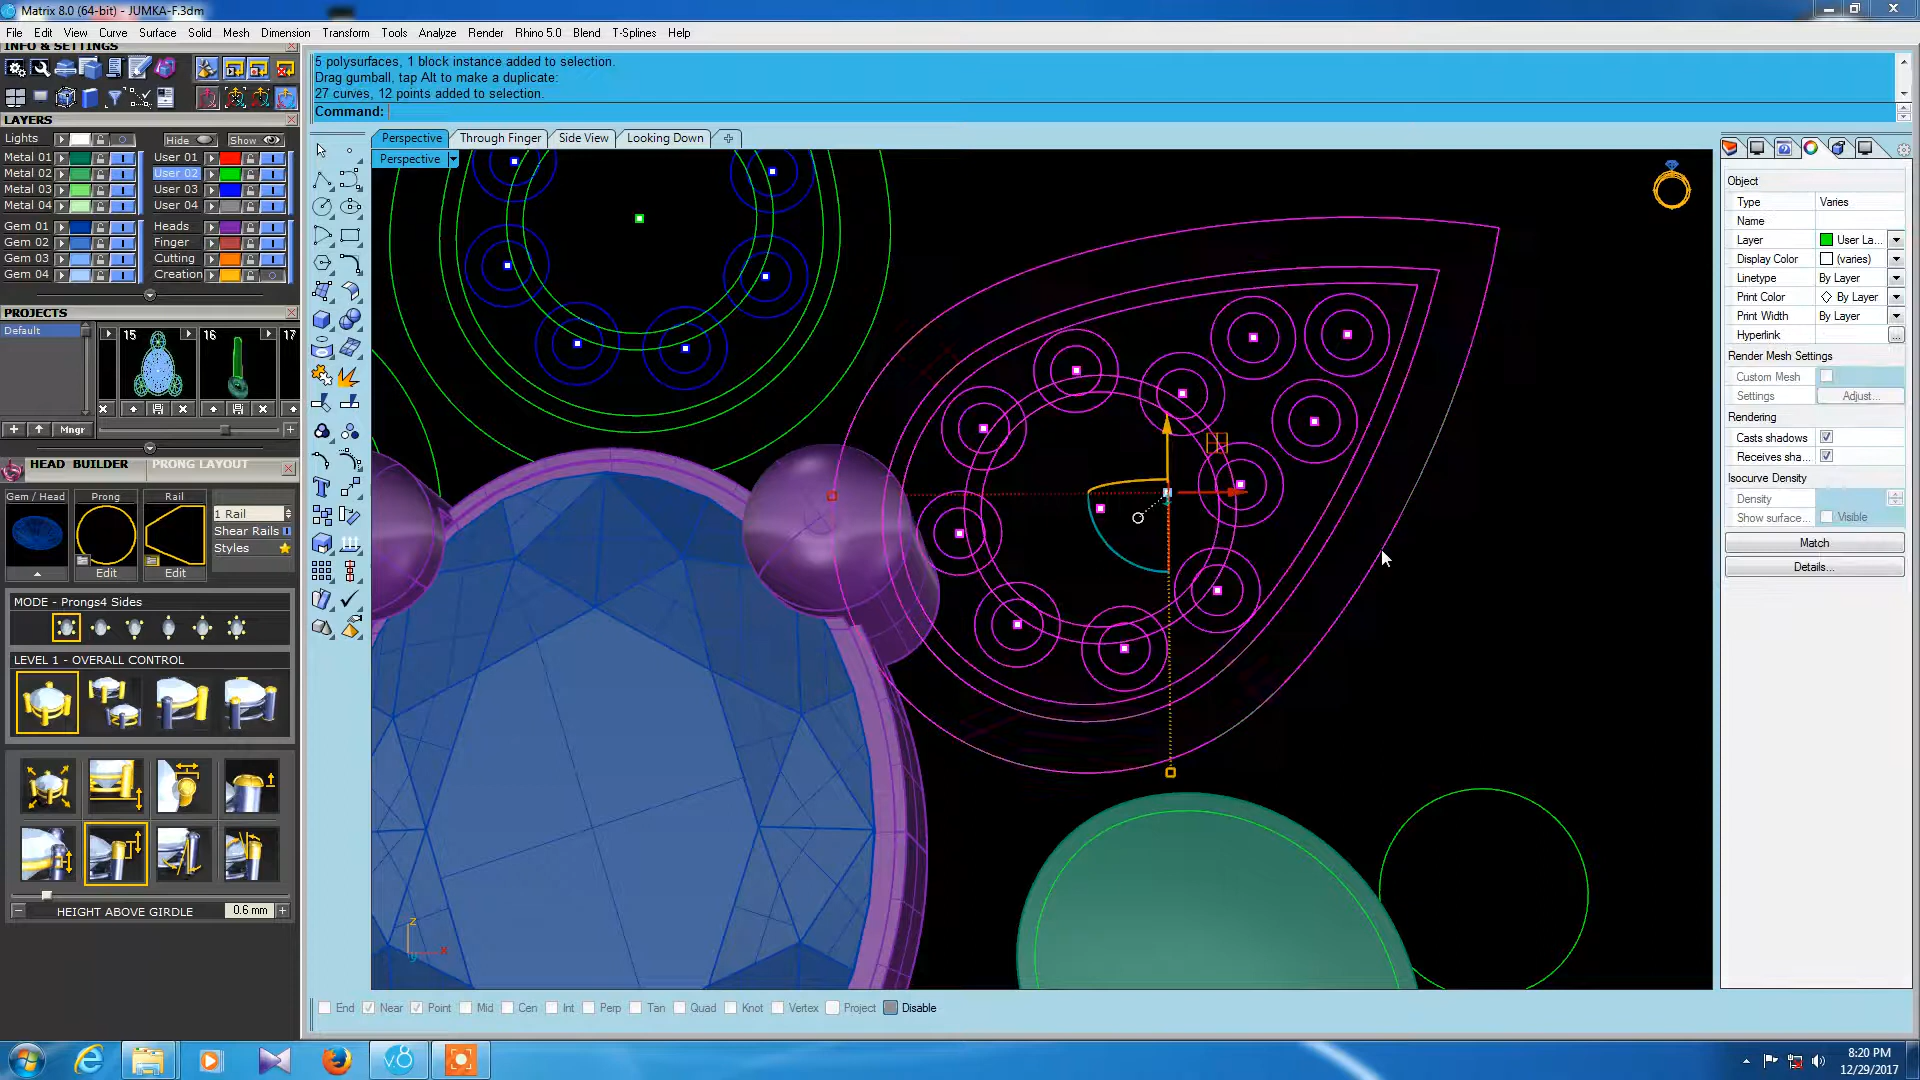 Matrix 8.0 (64-bit) - JUMKA-F.3dm
File Edit View Curve Surface Solid Mesh Dimension Transform Tools Analyze Render Rhino 5.0 Blend T-Splines Help
INFO & SETTINGS
5 polysurfaces, 1 block instance added to selection.
Drag gumball, tap Alt to make a duplicate:
27 curves, 12 points added to selection.
Command:
LAYERS
Lights Hide Show
Metal 01 User 01
Metal 02 User 02
Metal 03 User 03
Metal 04 User 04
Gem 01 Heads
Gem 02 Finger
Gem 03 Cutting
Gem 04 Creation
PROJECTS
Default
15 16 17
Mngr
HEAD BUILDER PRONG LAYOUT
Gem / Head Prong Rail
1 Rail
Shear Rails
Styles
Edit Edit
MODE - Prongs4 Sides
LEVEL 1 - OVERALL CONTROL
HEIGHT ABOVE GIRDLE 0.6 mm
Perspective Through Finger Side View Looking Down
Perspective
z
x
y
Object
Type Varies
Name
Layer User La...
Display Color (varies)
Linetype By Layer
Print Color By Layer
Print Width By Layer
Hyperlink ...
Render Mesh Settings
Custom Mesh
Settings Adjust...
Rendering
Casts shadows
Receives sha...
Isocurve Density
Density
Show surface... Visible
Match
Details...
End Near Point Mid Cen Int Perp Tan Quad Knot Vertex Project Disable
v.8
8:20 PM
12/29/2017